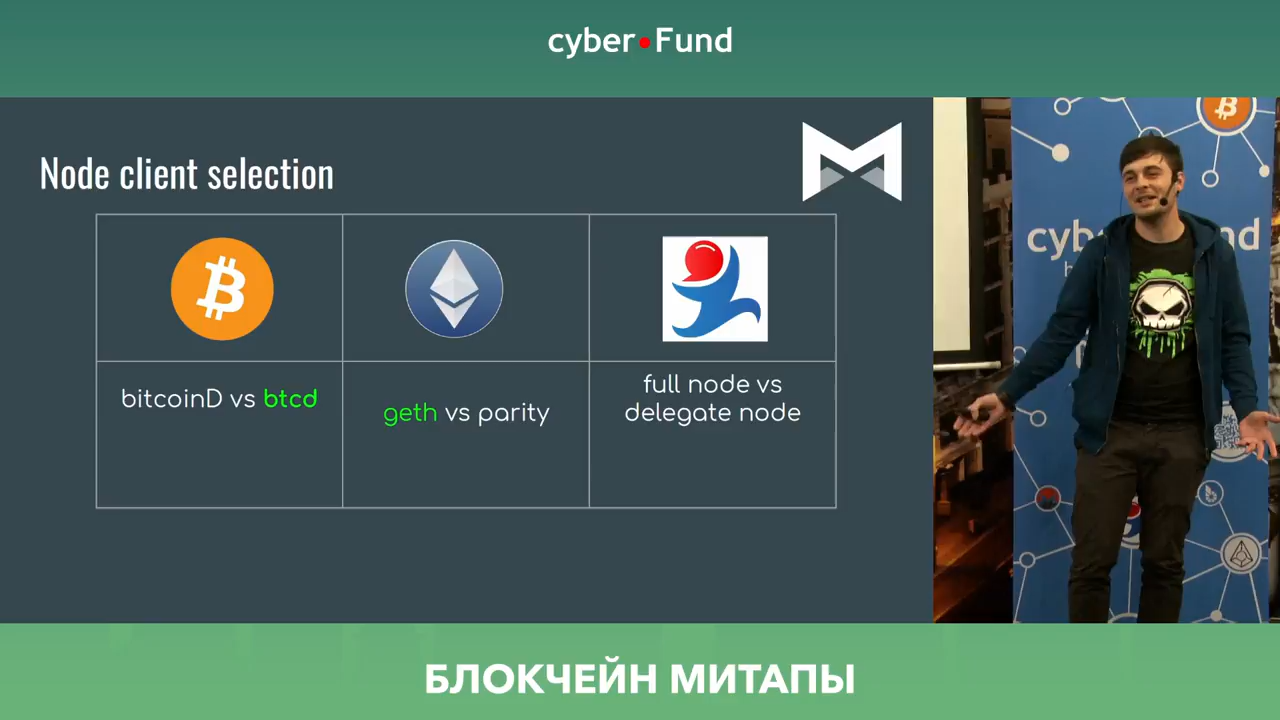 cyber•Fund
Node client selection
bitcoinD vs btcd
geth vs parity
full node vs
delegate node
БЛОКЧЕЙН МИТАПЫ